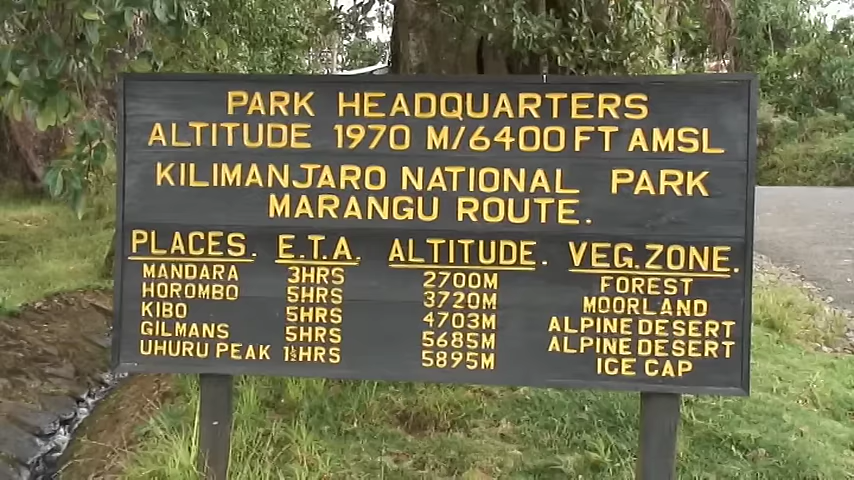 PARK HEADQUARTERS
ALTITUDE 1970 M/6400 FT AMSL
KILIMANJARO NATIONAL PARK
MARANGU ROUTE.
PLACES. E.T.A. ALTITUDE. VEG.ZONE.
MANDARA 3HRS 2700M FOREST
HOROMBO 5HRS 3720M MOORLAND
KIBO 5HRS 4703M ALPINE DESERT
GILMANS 5HRS 5685M ALPINE DESERT
UHURU PEAK 1½HRS 5895M ICE CAP